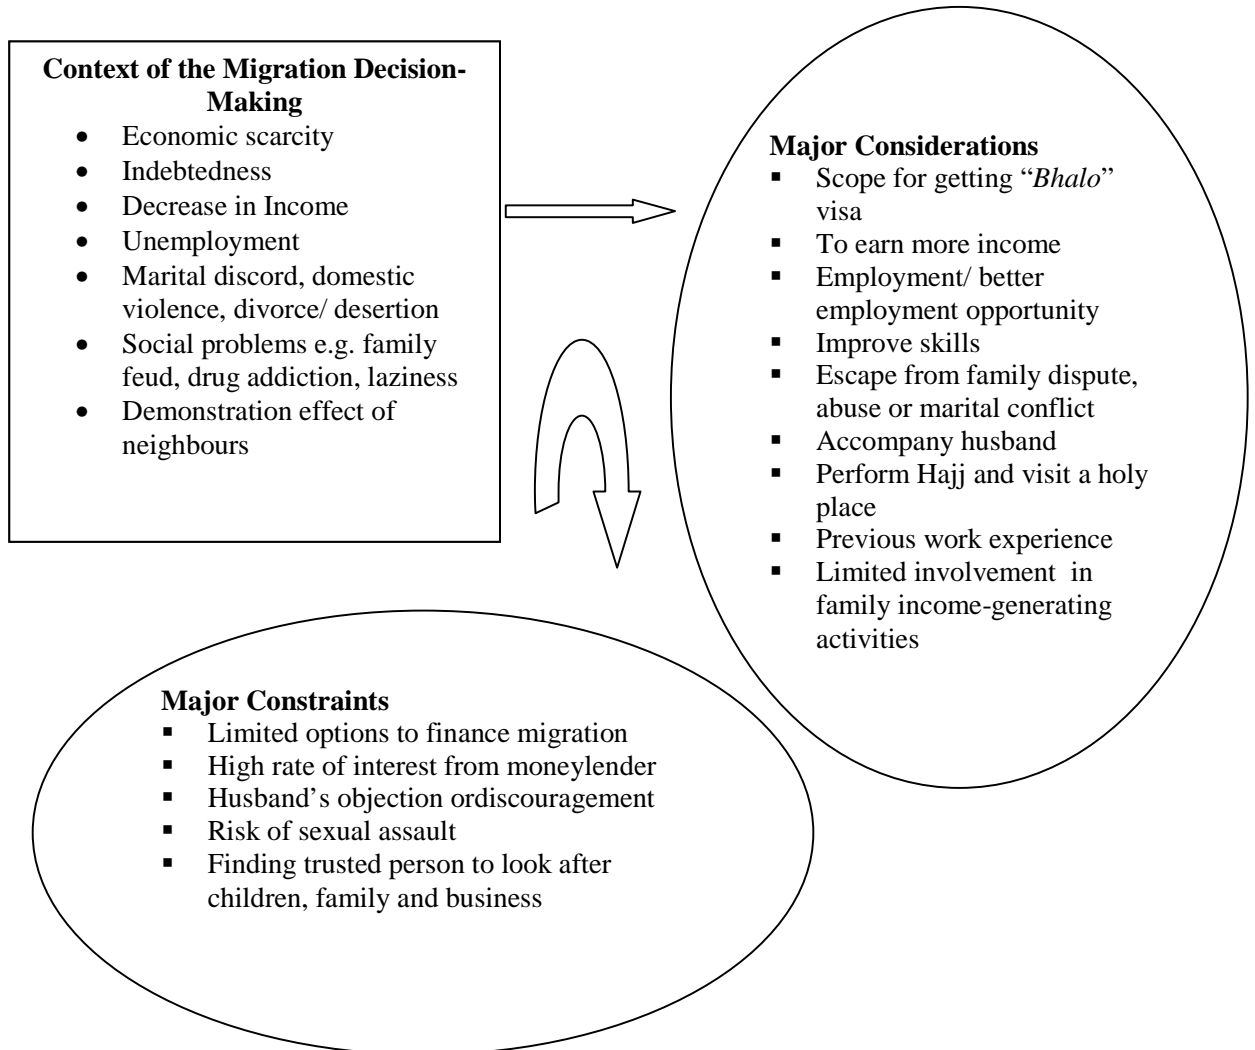 Context of the Migration Decision-
Making
• Economic scarcity
• Indebtedness
• Decrease in Income
• Unemployment
• Marital discord, domestic
violence, divorce/ desertion
• Social problems e.g. family
feud, drug addiction, laziness
• Demonstration effect of
neighbours
Major Considerations
▪ Scope for getting “Bhalo”
visa
▪ To earn more income
▪ Employment/ better
employment opportunity
▪ Improve skills
▪ Escape from family dispute,
abuse or marital conflict
▪ Accompany husband
▪ Perform Hajj and visit a holy
place
▪ Previous work experience
▪ Limited involvement in
family income-generating
activities
Major Constraints
▪ Limited options to finance migration
▪ High rate of interest from moneylender
▪ Husband’s objection ordiscouragement
▪ Risk of sexual assault
▪ Finding trusted person to look after
children, family and business